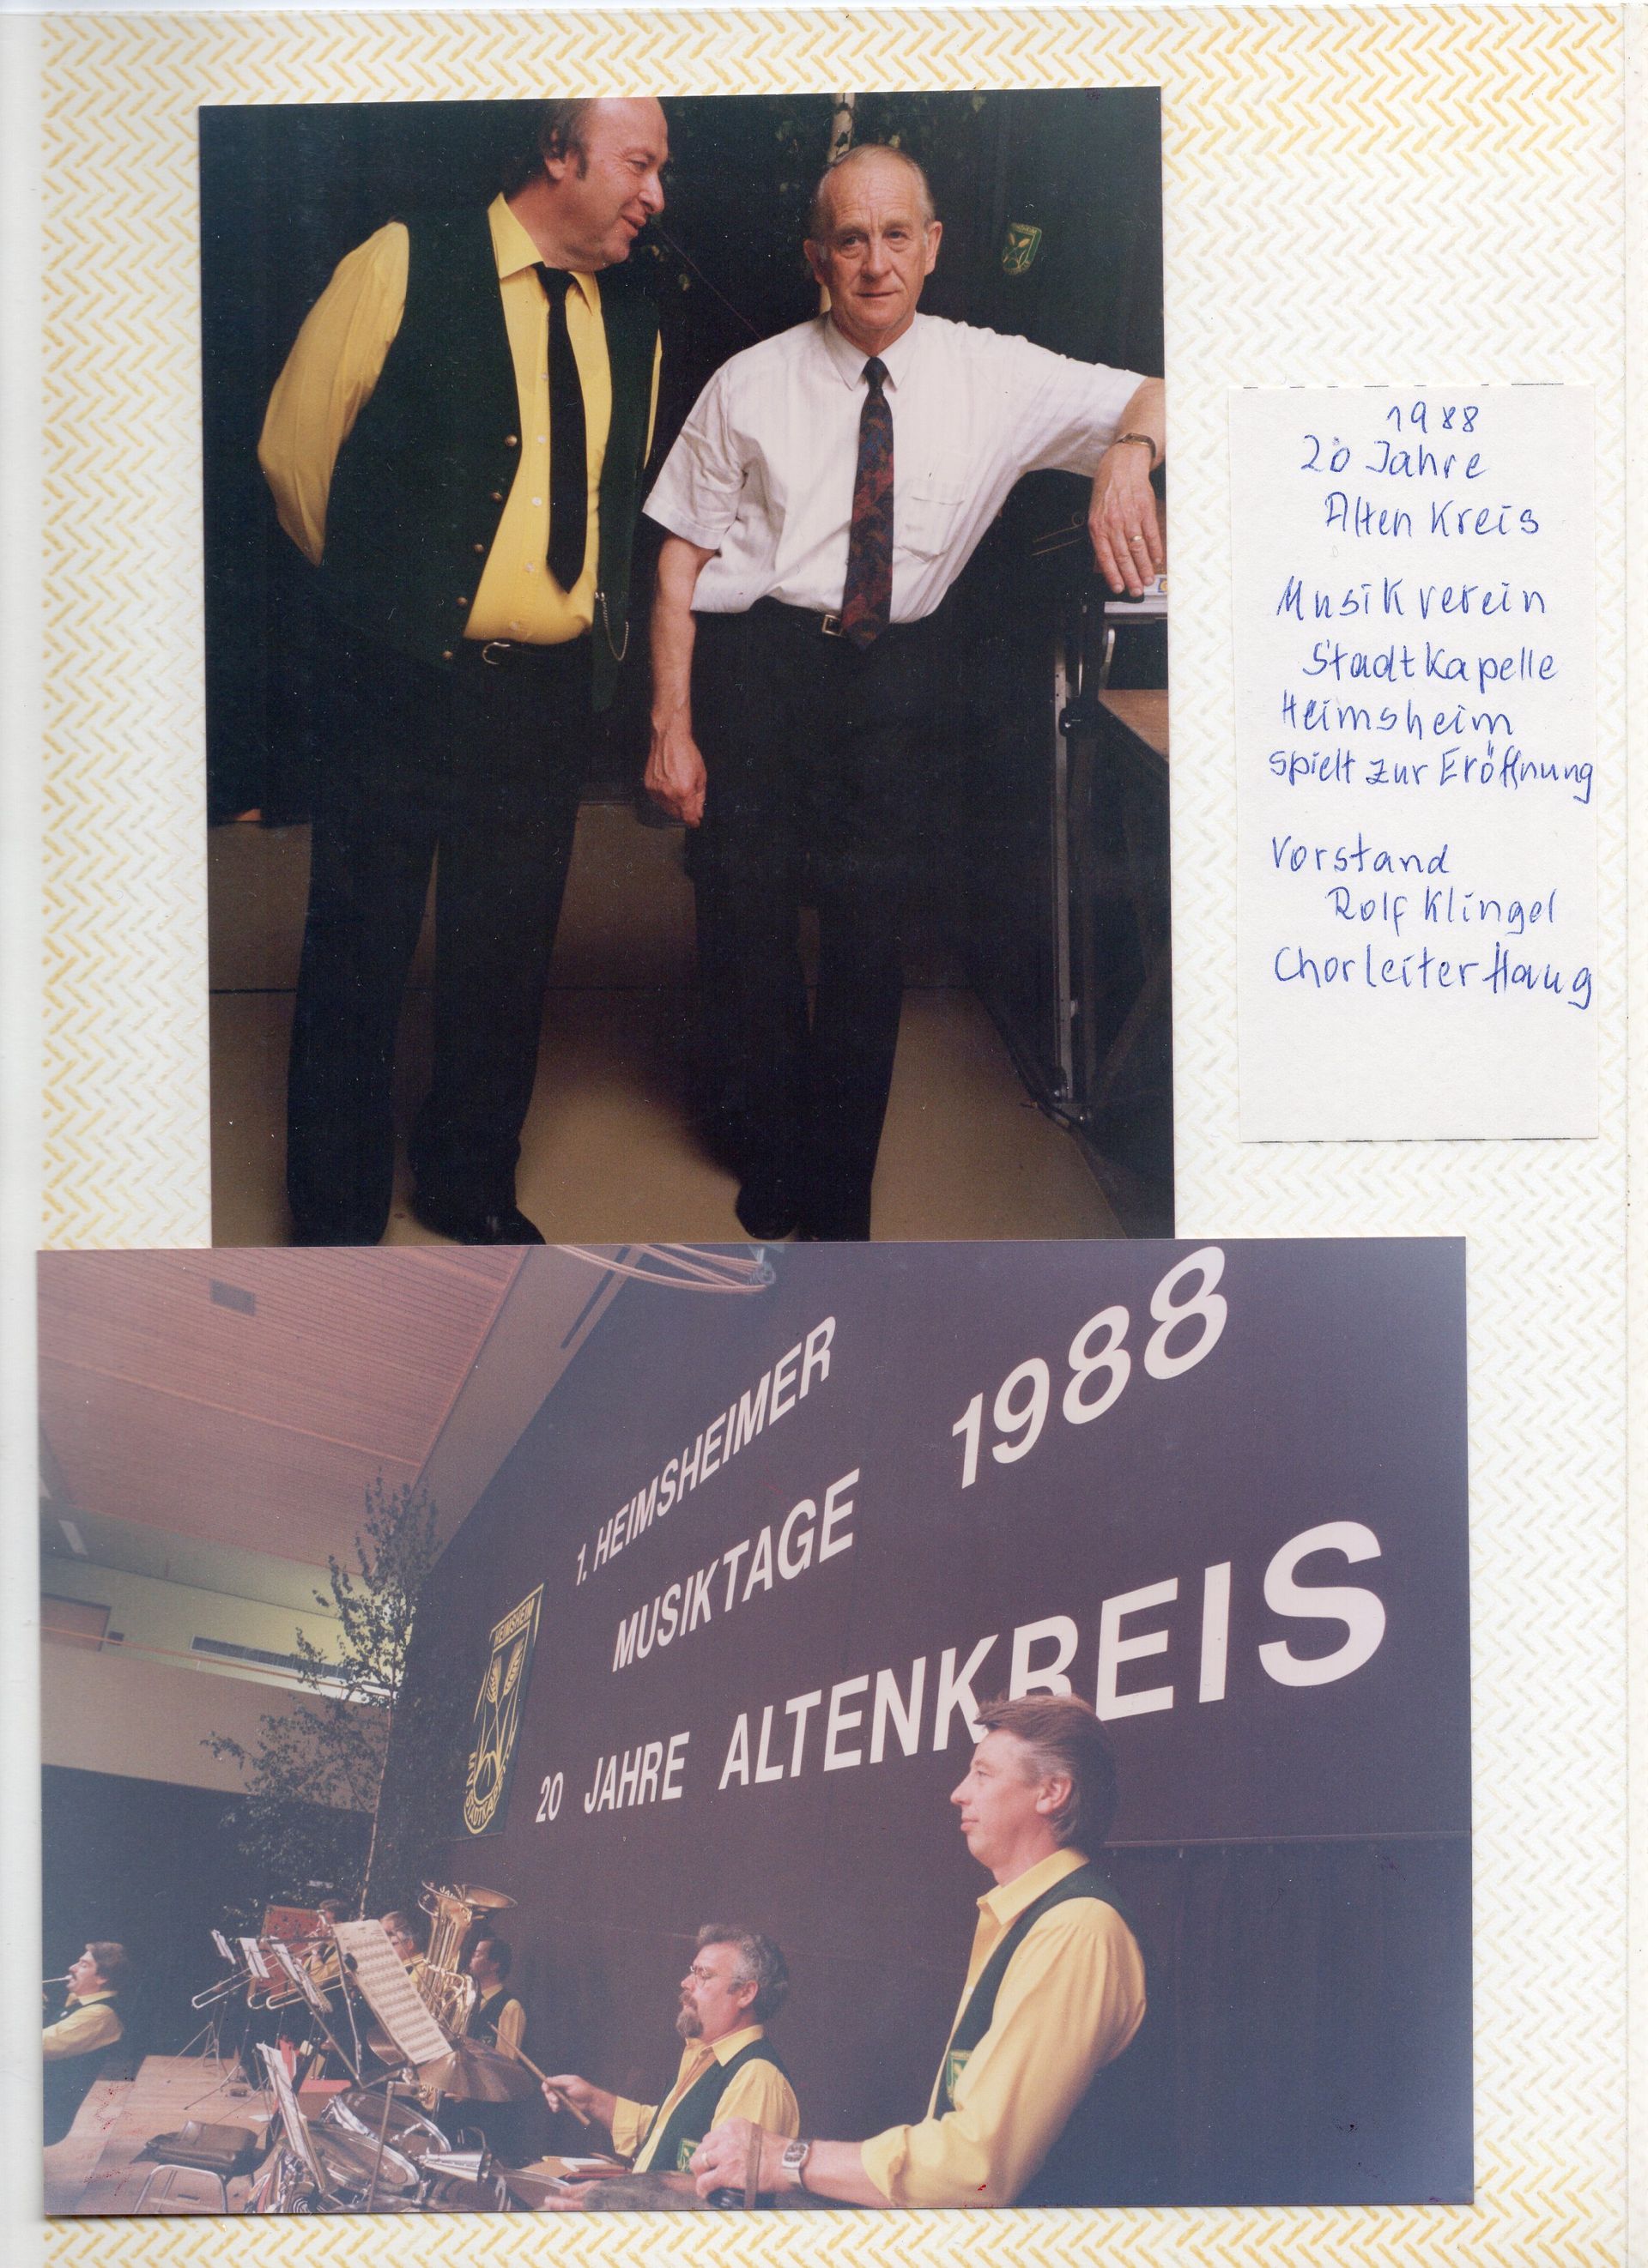 1988
20 Jahre
Alten Kreis
Musikverein
Stadtkapelle
Heimsheim
spielt zur Eröffnung
Vorstand
Rolf Klingel
Chorleiter Haug
1. HEIMSHEIMER
MUSIKTAGE 1988
20 JAHRE ALTENKREIS
HEIMSHEIM